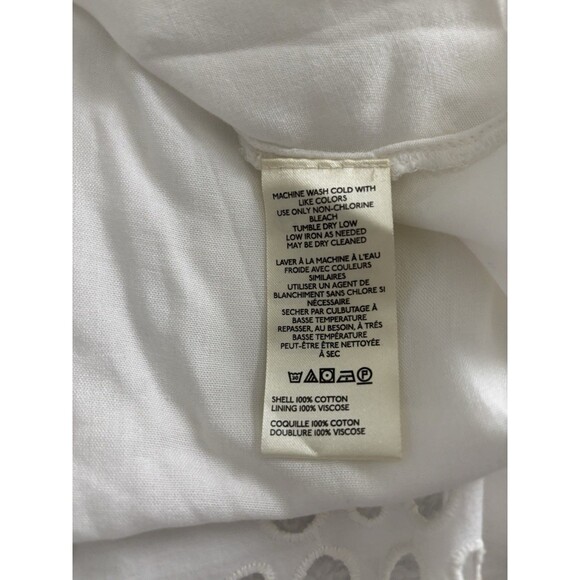 MACHINE WASH COLD WITH
LIKE COLORS
USE ONLY NON-CHLORINE
BLEACH
TUMBLE DRY LOW
LOW IRON AS NEEDED
MAY BE DRY CLEANED
LAVER À LA MACHINE À L'EAU
FROIDE AVEC COULEURS
SIMILAIRES
UTILISER UN AGENT DE
BLANCHIMENT SANS CHLORE SI
NÉCESSAIRE
SECHER PAR CULBUTAGE À
BASSE TEMPERATURE
REPASSER, AU BESOIN, À TRÉS
BASSE TEMPÉRATURE
PEUT-ÊTRE ÊTRE NETTOYÉE
À SEC
30 P
SHELL 100% COTTON
LINING 100% VISCOSE
COQUILLE 100% COTON
DOUBLURE 100% VISCOSE